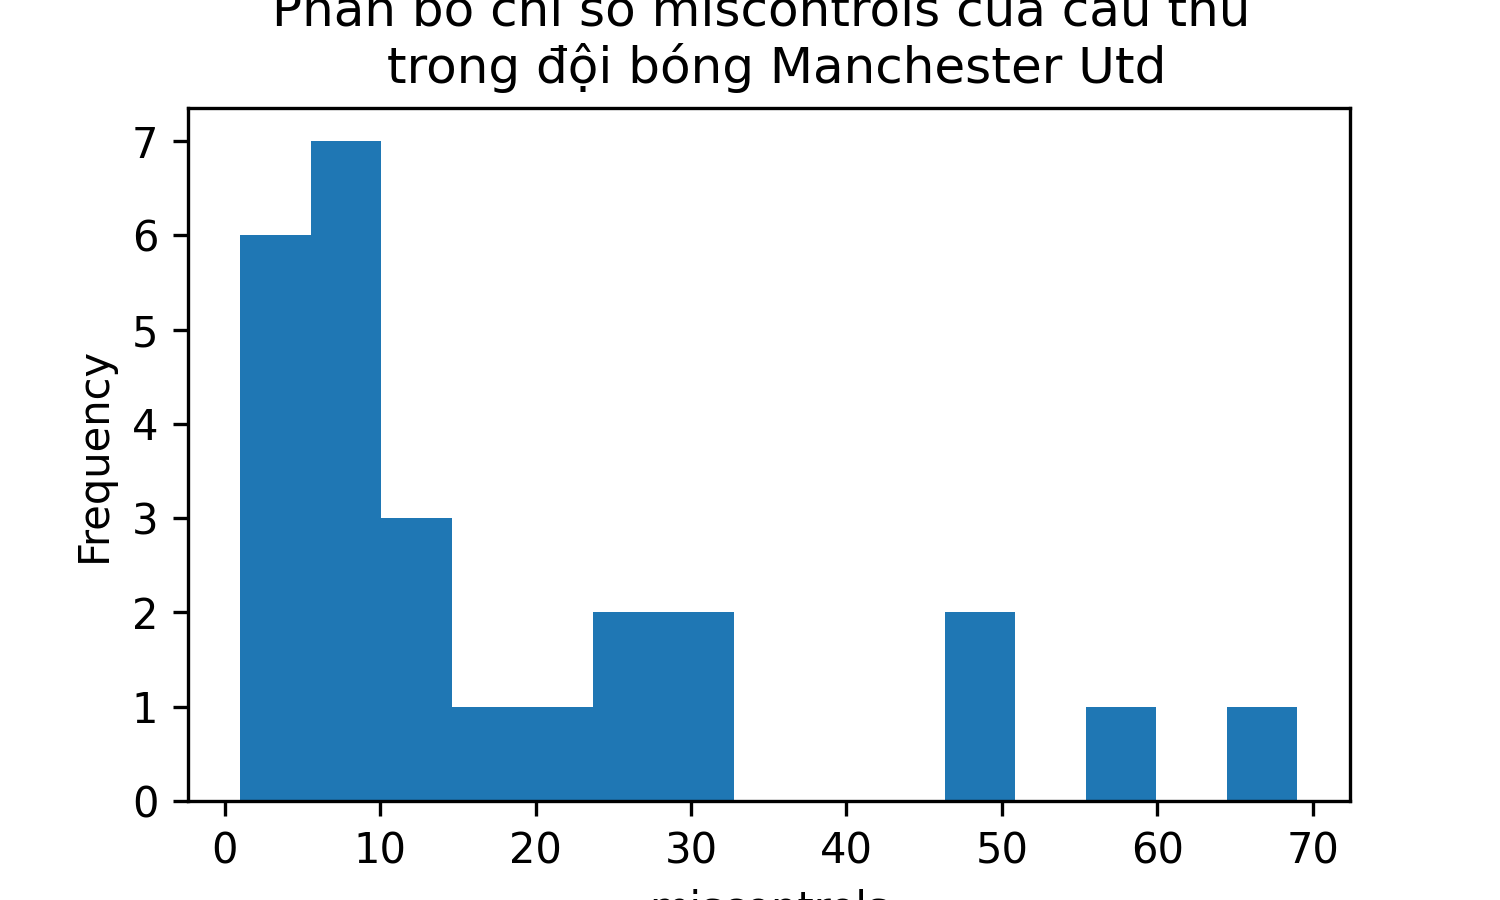 Phân bố chỉ số miscontrols của cầu thủ
trong đội bóng Manchester Utd
7
6
5
4
3
2
1
0
Frequency
0 10 20 30 40 50 60 70
miscontrols